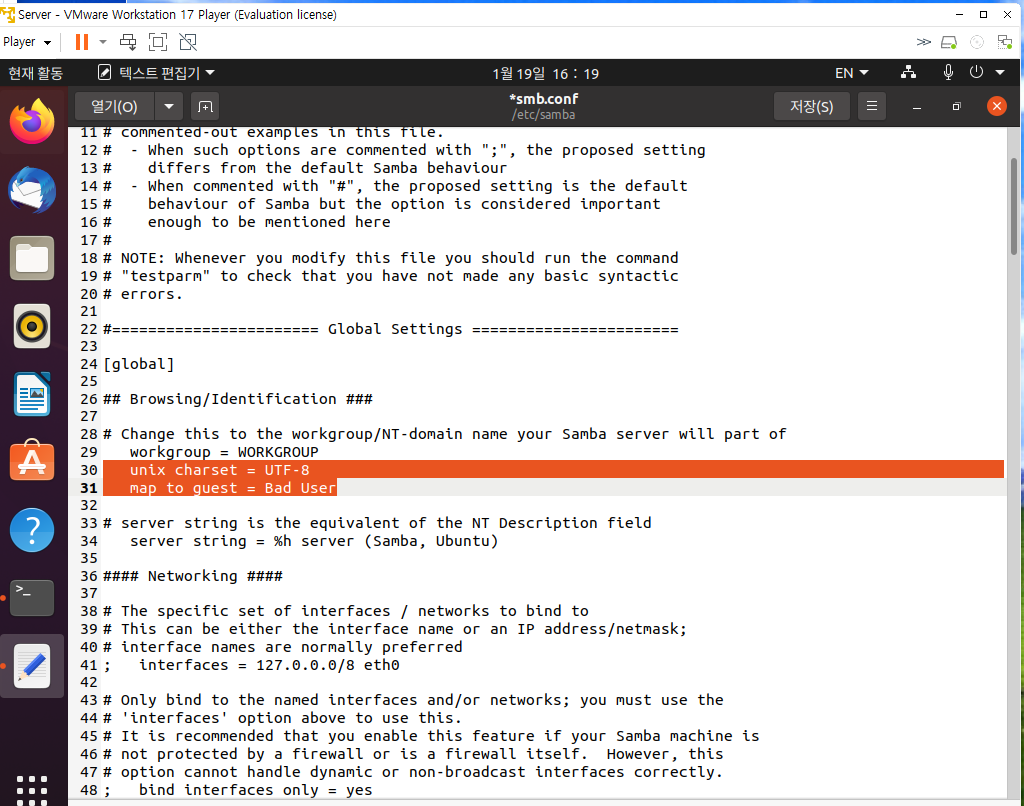 Server - VMware Workstation 17 Player (Evaluation license)
Player
현재 활동 텍스트 편집기 1월 19일 16 : 19 EN
열기(O) *smb.conf 저장(S)
/etc/samba
11 # commented-out examples in this file.
12 #  - When such options are commented with ";", the proposed setting
13 #    differs from the default Samba behaviour
14 #  - When commented with "#", the proposed setting is the default
15 #    behaviour of Samba but the option is considered important
16 #    enough to be mentioned here
17 #
18 # NOTE: Whenever you modify this file you should run the command
19 # "testparm" to check that you have not made any basic syntactic
20 # errors.
21
22 #======================= Global Settings =======================
23
24 [global]
25
26 ## Browsing/Identification ###
27
28 # Change this to the workgroup/NT-domain name your Samba server will part of
29    workgroup = WORKGROUP
30    unix charset = UTF-8
31    map to guest = Bad User
32
33 # server string is the equivalent of the NT Description field
34    server string = %h server (Samba, Ubuntu)
35
36 #### Networking ####
37
38 # The specific set of interfaces / networks to bind to
39 # This can be either the interface name or an IP address/netmask;
40 # interface names are normally preferred
41 ;   interfaces = 127.0.0.0/8 eth0
42
43 # Only bind to the named interfaces and/or networks; you must use the
44 # 'interfaces' option above to use this.
45 # It is recommended that you enable this feature if your Samba machine is
46 # not protected by a firewall or is a firewall itself.  However, this
47 # option cannot handle dynamic or non-broadcast interfaces correctly.
48 ;   bind interfaces only = yes